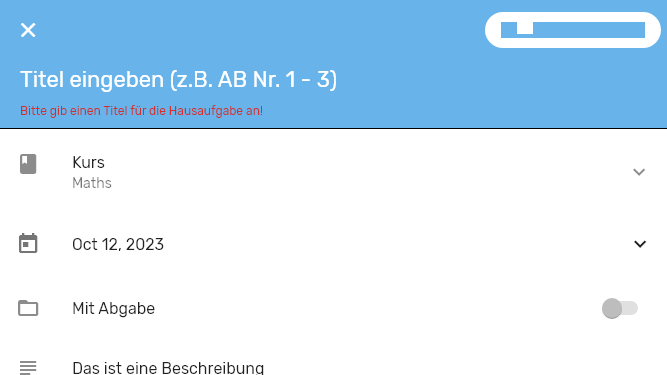 Titel eingeben (z.B. AB Nr. 1 - 3)
Bitte gib einen Titel für die Hausaufgabe an!
Kurs
Maths
Oct 12, 2023
Mit Abgabe
Das ist eine Beschreibung